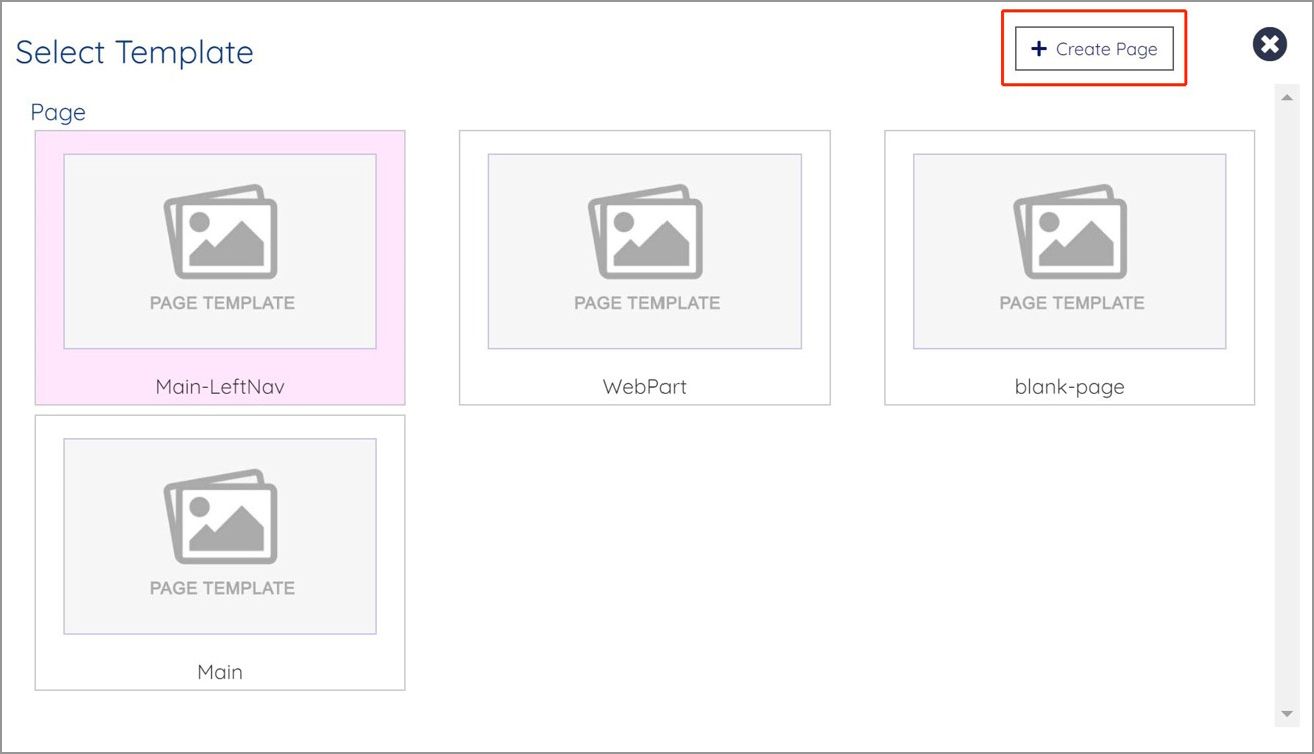 Select Template
Create Page
Page
PAGE TEMPLATE
PAGE TEMPLATE
PAGE TEMPLATE
Main-LeftNav
WebPart
blank-page
PAGE TEMPLATE
Main